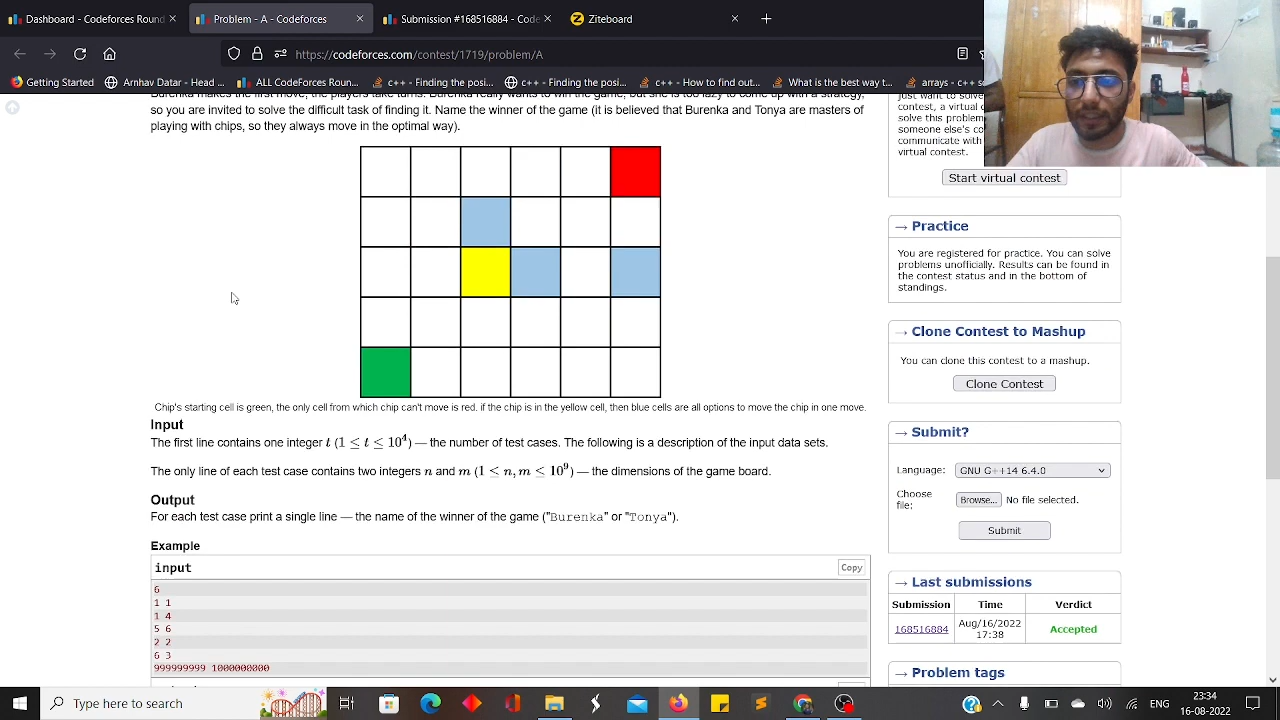 Dashboard - Codeforces Roun
Problem - A - Codeforces
Submission #168516884 - Code
Ziteboard
https://codeforces.com/contest/1719/problem/A
Getting Started
Arnhav Datar - Head ...
ALL CodeForces Roun...
c++ - Finding the posi...
c++ - Finding the posi...
c++ - How to find out...
What is the best way t...
arrays - c++ s
so you are invited to solve the difficult task of finding it. Name the winner of the game (it is believed that Burenka and Tonya are masters of
playing with chips, so they always move in the optimal way).
just want to solve
contest, a virtual c
solve this problem
someone else's co
communicate with
virtual contest.
Start virtual contest
Chip's starting cell is green, the only cell from which chip can't move is red. if the chip is in the yellow cell, then blue cells are all options to move the chip in one move.
Input
The first line contains one integer t (1 ≤ t ≤ 10⁴) — the number of test cases. The following is a description of the input data sets.
The only line of each test case contains two integers n and m (1 ≤ n, m ≤ 10⁹) — the dimensions of the game board.
Output
For each test case print a single line — the name of the winner of the game ("Burenka" or "Tonya").
Example
input
Copy
6
1 1
1 4
5 6
2 2
6 3
999999999 1000000000
→ Practice
You are registered for practice. You can solve
problems unofficially. Results can be found in
the contest status and in the bottom of
standings.
→ Clone Contest to Mashup
You can clone this contest to a mashup.
Clone Contest
→ Submit?
Language:
GNU G++14 6.4.0
Choose
file:
Browse...
No file selected.
Submit
→ Last submissions
Submission Time Verdict
168516884 Aug/16/2022
17:38 Accepted
→ Problem tags
Type here to search
ENG
23:34
16-08-2022